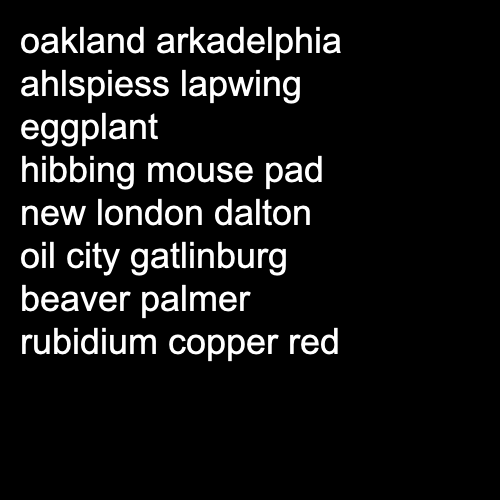 oakland arkadelphia
ahlspiess lapwing
eggplant
hibbing mouse pad
new london dalton
oil city gatlinburg
beaver palmer
rubidium copper red